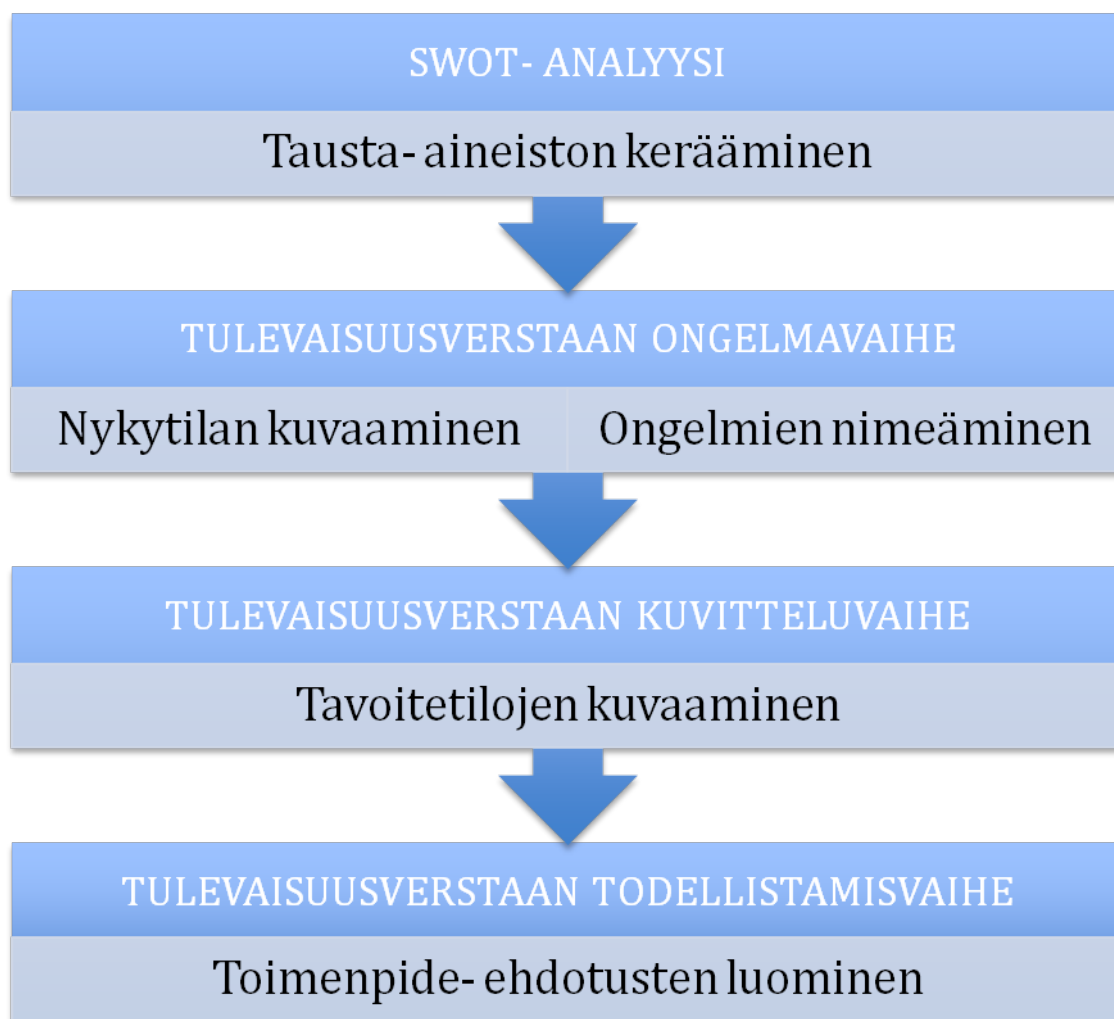 SWOT- ANALYYSI
Tausta- aineiston kerääminen
TULEVAISUUSVERSTAAN ONGELMAVAIHE
Nykytilan kuvaaminen
Ongelmien nimeäminen
TULEVAISUUSVERSTAAN KUVITTELUVAIHE
Tavoitetilojen kuvaaminen
TULEVAISUUSVERSTAAN TODELLISTAMISVAIHE
Toimenpide- ehdotusten luominen